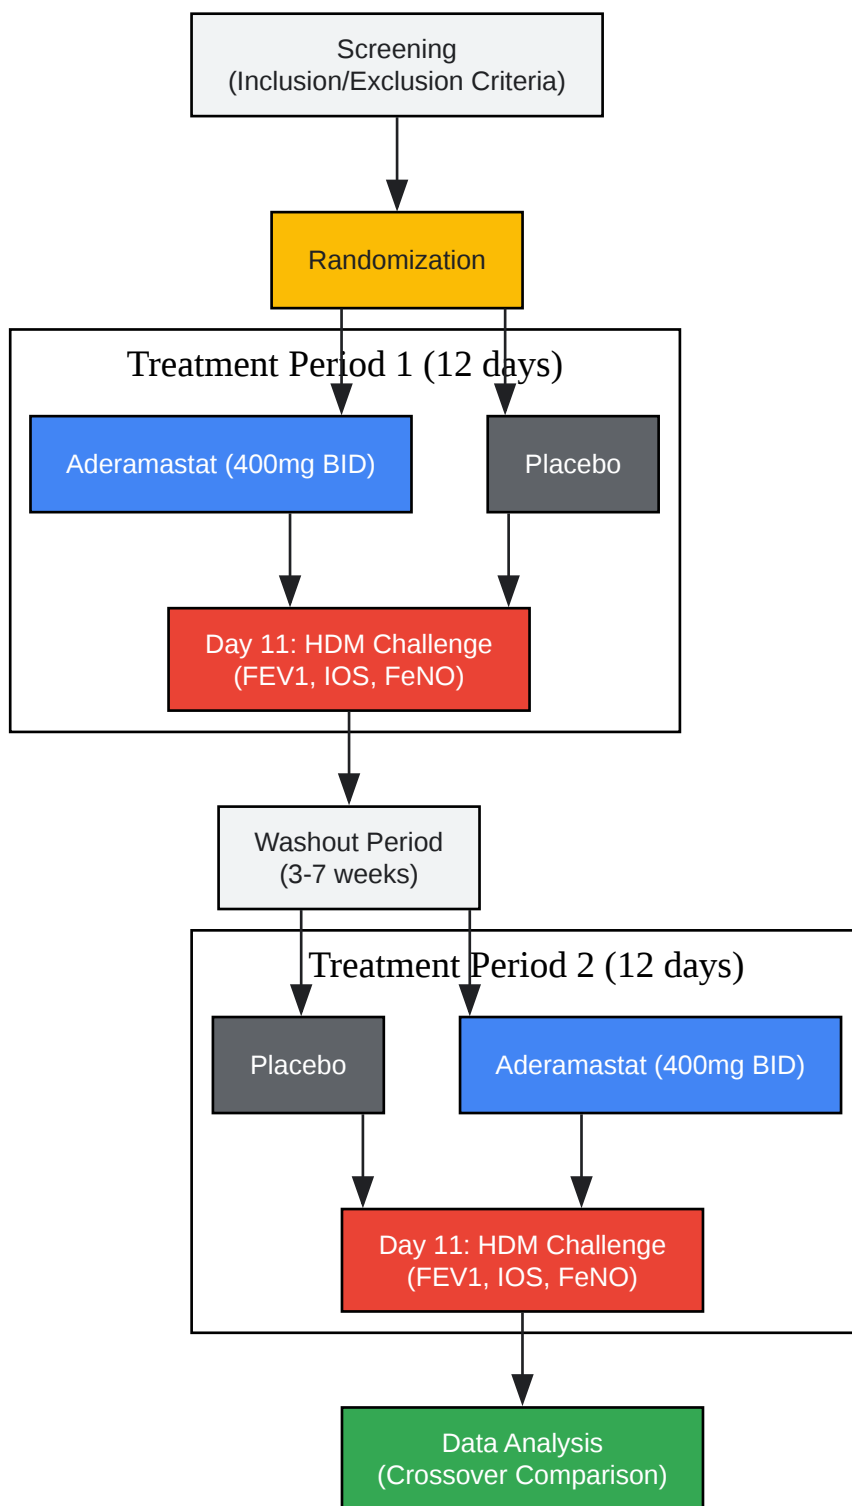 Screening
(Inclusion/Exclusion Criteria)
Randomization
Treatment Period 1 (12 days)
Aderamastat (400mg BID)
Placebo
Day 11: HDM Challenge
(FEV1, IOS, FeNO)
Washout Period
(3-7 weeks)
Treatment Period 2 (12 days)
Placebo
Aderamastat (400mg BID)
Day 11: HDM Challenge
(FEV1, IOS, FeNO)
Data Analysis
(Crossover Comparison)